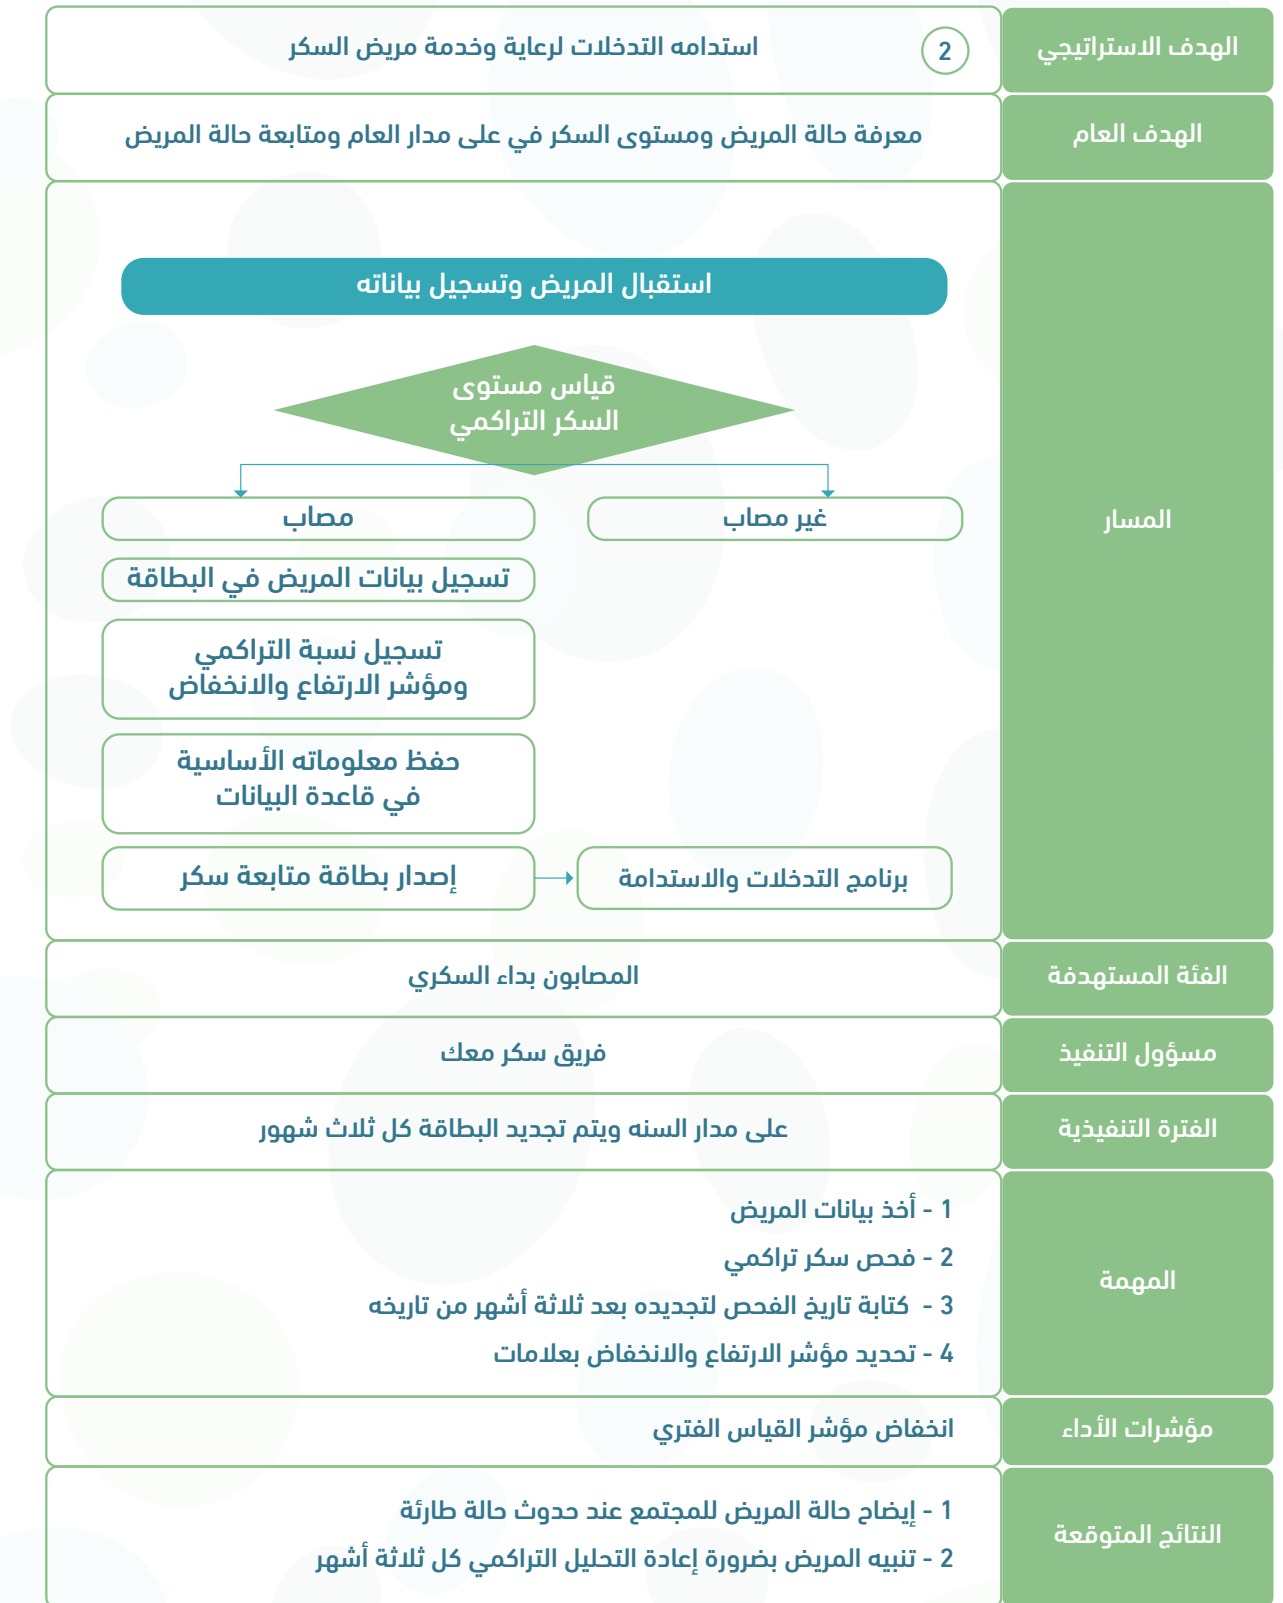 الهدف الاستراتيجي
2
استدامه التدخلات لرعاية وخدمة مريض السكر
الهدف العام
معرفة حالة المريض ومستوى السكر في على مدار العام ومتابعة حالة المريض
المسار
استقبال المريض وتسجيل بياناته
قياس مستوى
السكر التراكمي
غير مصاب
مصاب
تسجيل بيانات المريض في البطاقة
تسجيل نسبة التراكمي
ومؤشر الارتفاع والانخفاض
حفظ معلوماته الأساسية
في قاعدة البيانات
إصدار بطاقة متابعة سكر
برنامج التدخلات والاستدامة
الفئة المستهدفة
المصابون بداء السكري
مسؤول التنفيذ
فريق سكر معك
الفترة التنفيذية
على مدار السنه ويتم تجديد البطاقة كل ثلاث شهور
المهمة
1 - أخذ بيانات المريض
2 - فحص سكر تراكمي
3 - كتابة تاريخ الفحص لتجديده بعد ثلاثة أشهر من تاريخه
4 - تحديد مؤشر الارتفاع والانخفاض بعلامات
مؤشرات الأداء
انخفاض مؤشر القياس الفتري
النتائج المتوقعة
1 - إيضاح حالة المريض للمجتمع عند حدوث حالة طارئة
2 - تنبيه المريض بضرورة إعادة التحليل التراكمي كل ثلاثة أشهر